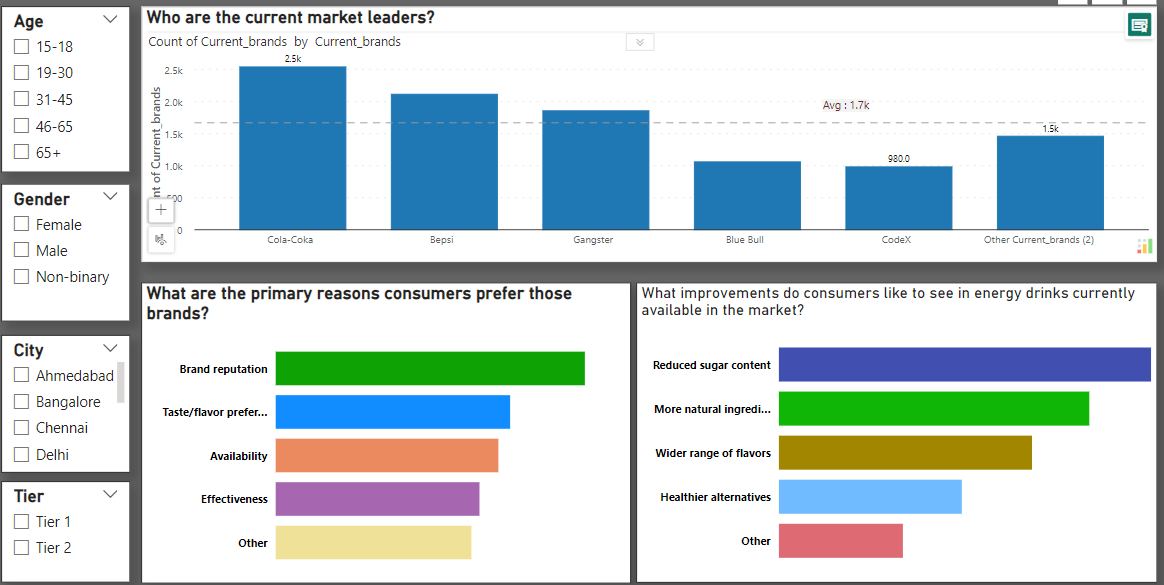 Age
15-18
19-30
31-45
46-65
65+
Gender
Female
Male
Non-binary
City
Ahmedabad
Bangalore
Chennai
Delhi
Tier
Tier 1
Tier 2
Who are the current market leaders?
Count of Current_brands by Current_brands
2.5k
2.5k
2.0k
Avg : 1.7k
1.5k
1.5k
980.0
1.0k
0
of Current_brands
Cola-Coka
Bepsi
Gangster
Blue Bull
CodeX
Other Current_brands (2)
What are the primary reasons consumers prefer those
brands?
Brand reputation
Taste/flavor prefer...
Availability
Effectiveness
Other
What improvements do consumers like to see in energy drinks currently
available in the market?
Reduced sugar content
More natural ingredi...
Wider range of flavors
Healthier alternatives
Other